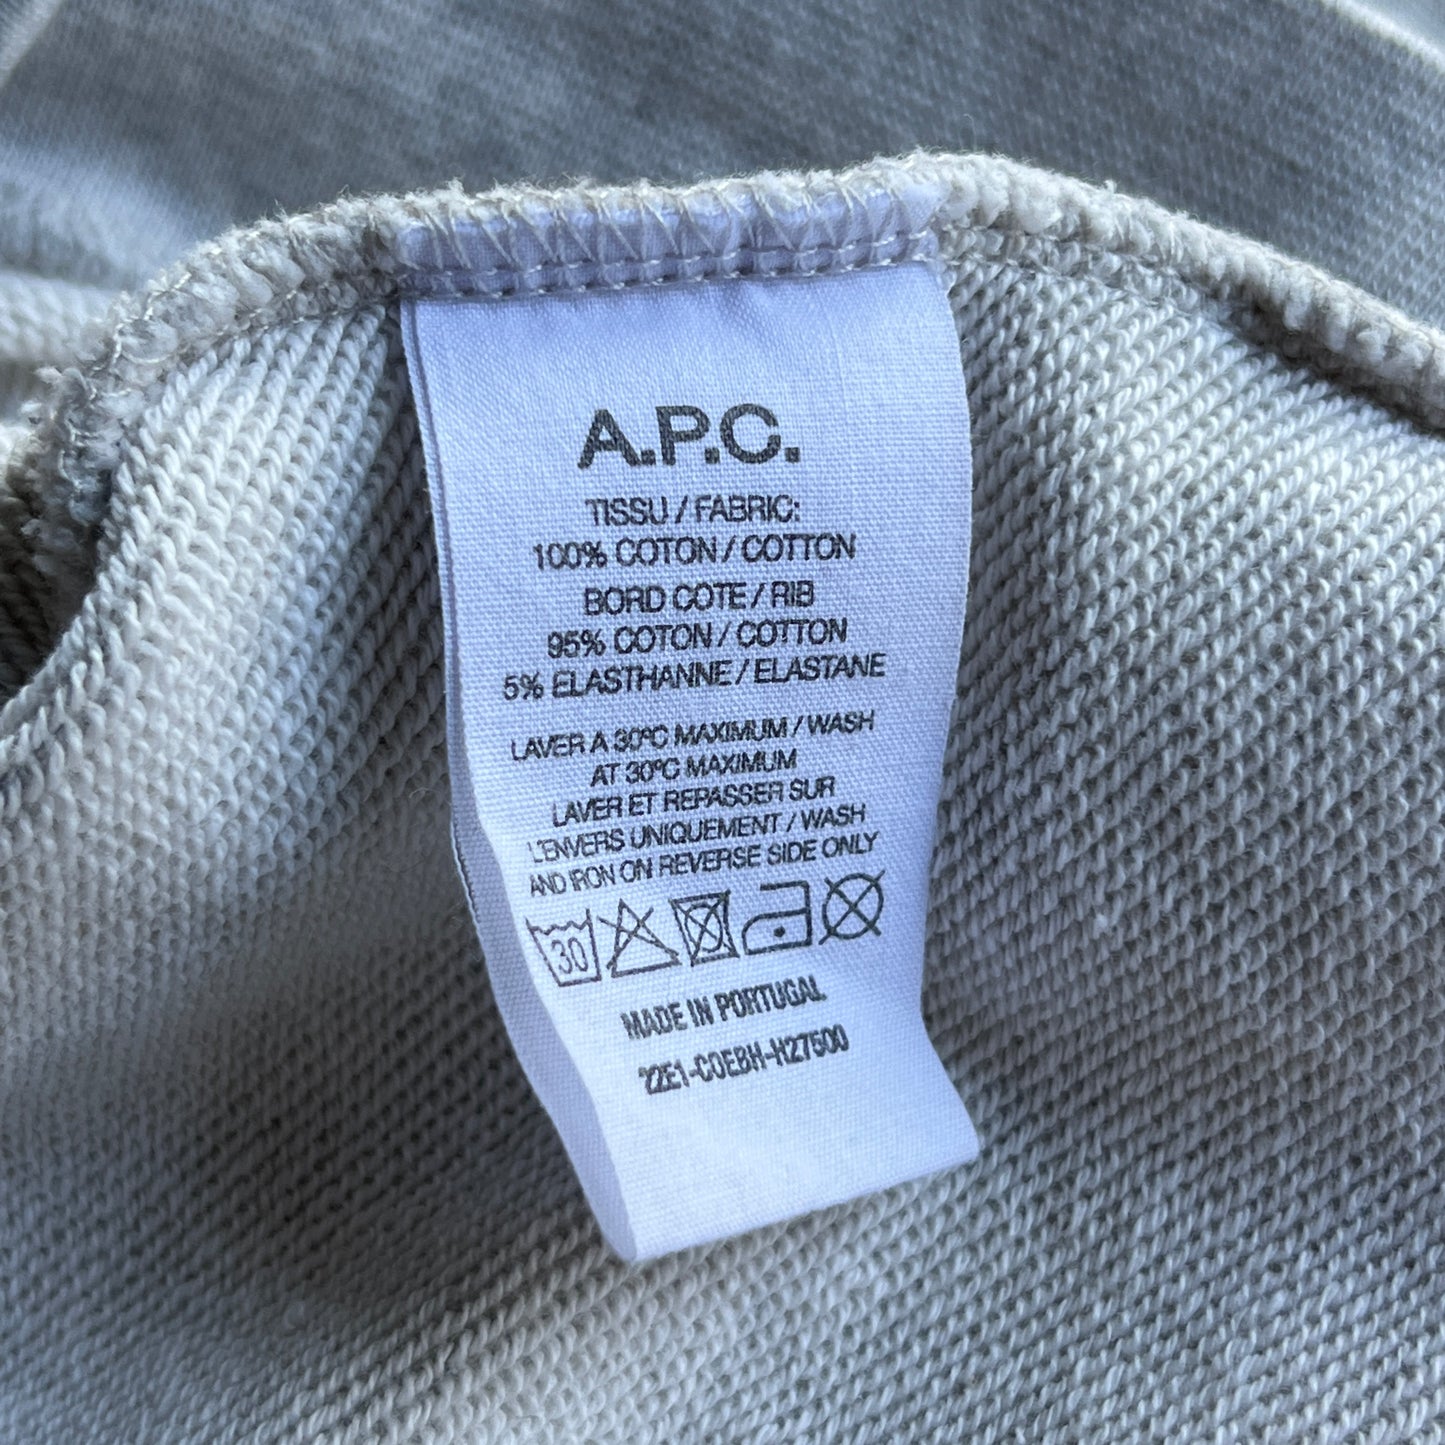 A.P.C.
TISSU / FABRIC:
100% COTON / COTTON
BORD COTE / RIB
95% COTON / COTTON
5% ELASTHANNE / ELASTANE
LAVER A 30ºC MAXIMUM / WASH
AT 30ºC MAXIMUM
LAVER ET REPASSER SUR
L'ENVERS UNIQUEMENT / WASH
AND IRON ON REVERSE SIDE ONLY
30
MADE IN PORTUGAL
22E1-COEBH-H27500